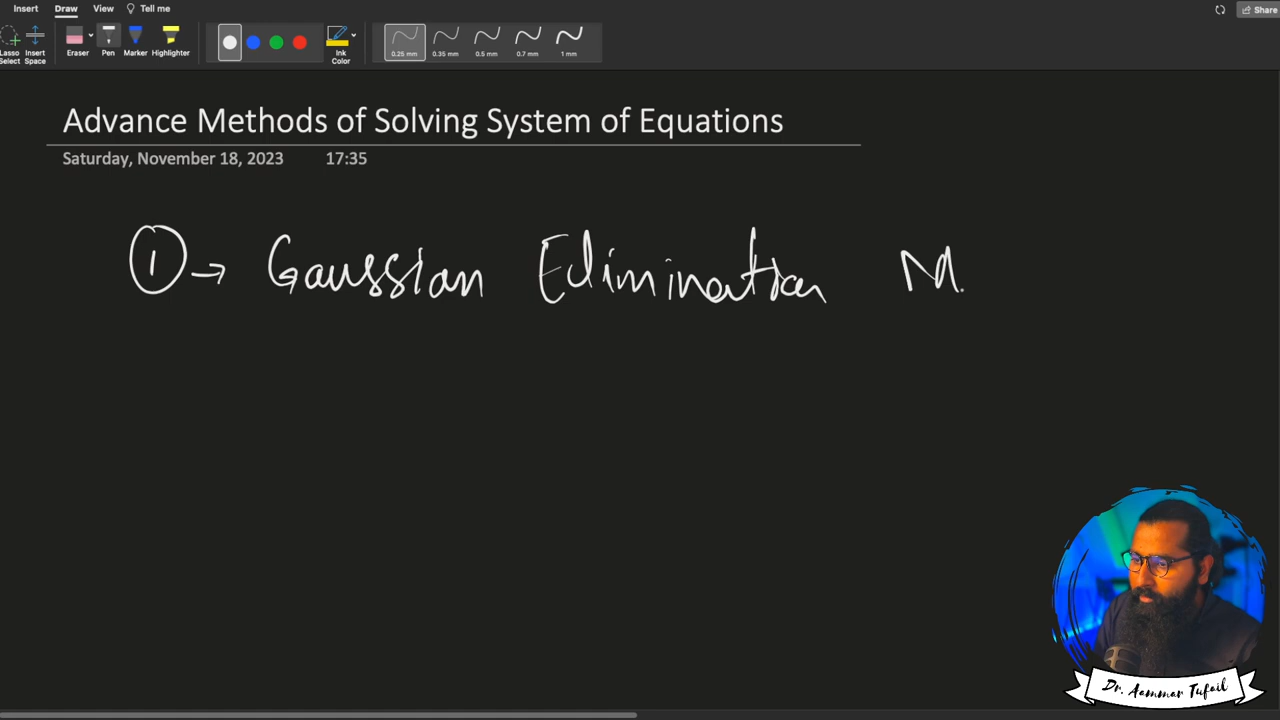 Insert Draw View Tell me
Share
Lasso Select
Insert Space
Eraser
Pen
Marker
Highlighter
Ink Color
0.25 mm 0.35 mm 0.5 mm 0.7 mm 1 mm
Advance Methods of Solving System of Equations
Saturday, November 18, 2023 17:35
① → Gaussian Elimination M
Dr. Aammar Tufail